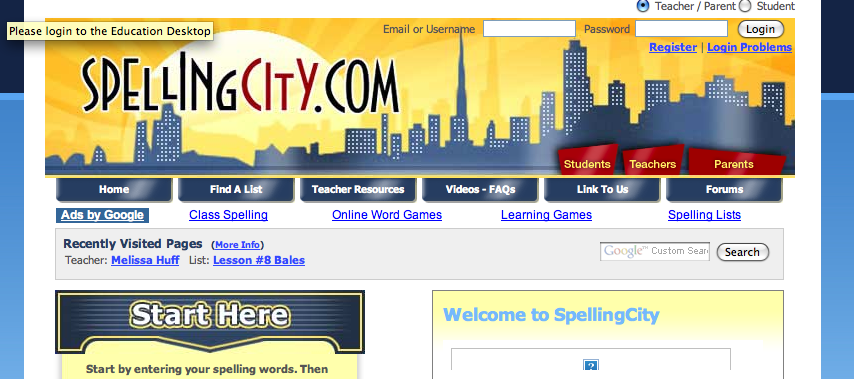 Teacher / Parent Student
Please login to the Education Desktop
Email or Username Password Login
Register | Login Problems
SPELLINGCITY.COM
Students Teachers Parents
Home Find A List Teacher Resources Videos - FAQs Link To Us Forums
Ads by Google Class Spelling Online Word Games Learning Games Spelling Lists
Recently Visited Pages (More Info)
Google™ Custom Sear Search
Teacher: Melissa Huff List: Lesson #8 Bales
Start Here
Welcome to SpellingCity
?
Start by entering your spelling words. Then